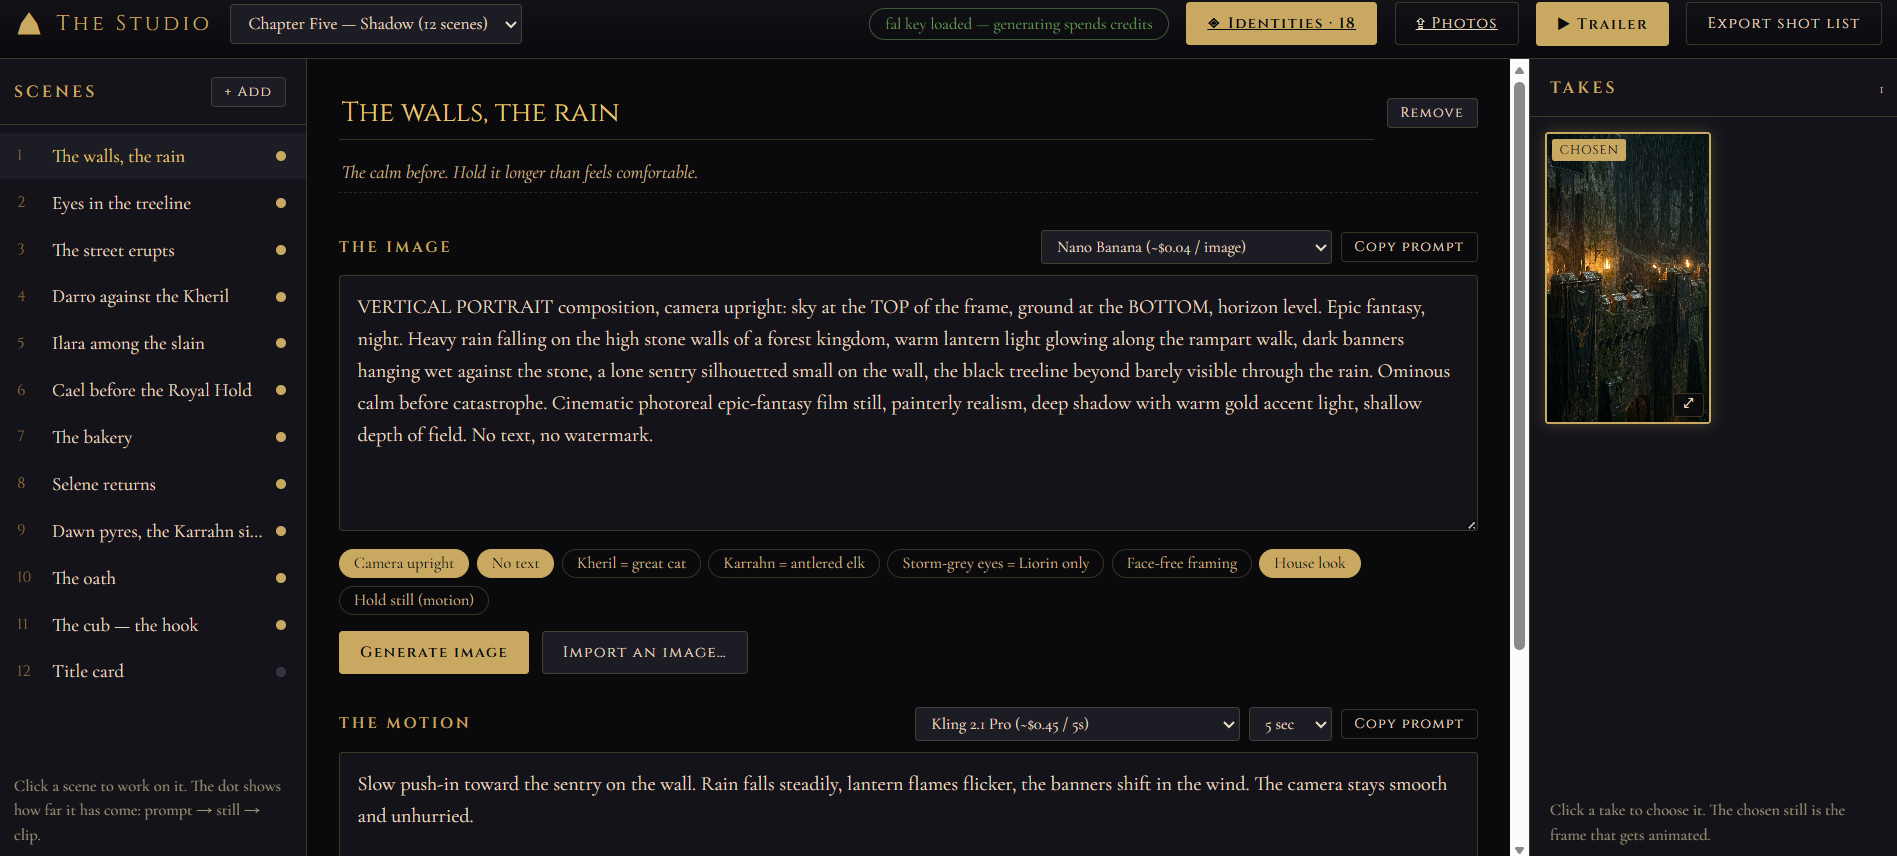 The Studio
Chapter Five — Shadow (12 scenes)
fal key loaded — generating spends credits
◈ Identities · 18
⇪ Photos
▶ Trailer
Export shot list
SCENES
+ Add
1 The walls, the rain
2 Eyes in the treeline
3 The street erupts
4 Darro against the Kheril
5 Ilara among the slain
6 Cael before the Royal Hold
7 The bakery
8 Selene returns
9 Dawn pyres, the Karrahn si...
10 The oath
11 The cub — the hook
12 Title card
Click a scene to work on it. The dot shows
how far it has come: prompt → still →
clip.
The walls, the rain
Remove
The calm before. Hold it longer than feels comfortable.
THE IMAGE
Nano Banana (~$0.04 / image)
Copy prompt
VERTICAL PORTRAIT composition, camera upright: sky at the TOP of the frame, ground at the BOTTOM, horizon level. Epic fantasy,
night. Heavy rain falling on the high stone walls of a forest kingdom, warm lantern light glowing along the rampart walk, dark banners
hanging wet against the stone, a lone sentry silhouetted small on the wall, the black treeline beyond barely visible through the rain. Ominous
calm before catastrophe. Cinematic photoreal epic-fantasy film still, painterly realism, deep shadow with warm gold accent light, shallow
depth of field. No text, no watermark.
Camera upright
No text
Kheril = great cat
Karrahn = antlered elk
Storm-grey eyes = Liorin only
Face-free framing
House look
Hold still (motion)
Generate image
Import an image…
THE MOTION
Kling 2.1 Pro (~$0.45 / 5s)
5 sec
Copy prompt
Slow push-in toward the sentry on the wall. Rain falls steadily, lantern flames flicker, the banners shift in the wind. The camera stays smooth
and unhurried.
TAKES
1
CHOSEN
Click a take to choose it. The chosen still is the
frame that gets animated.